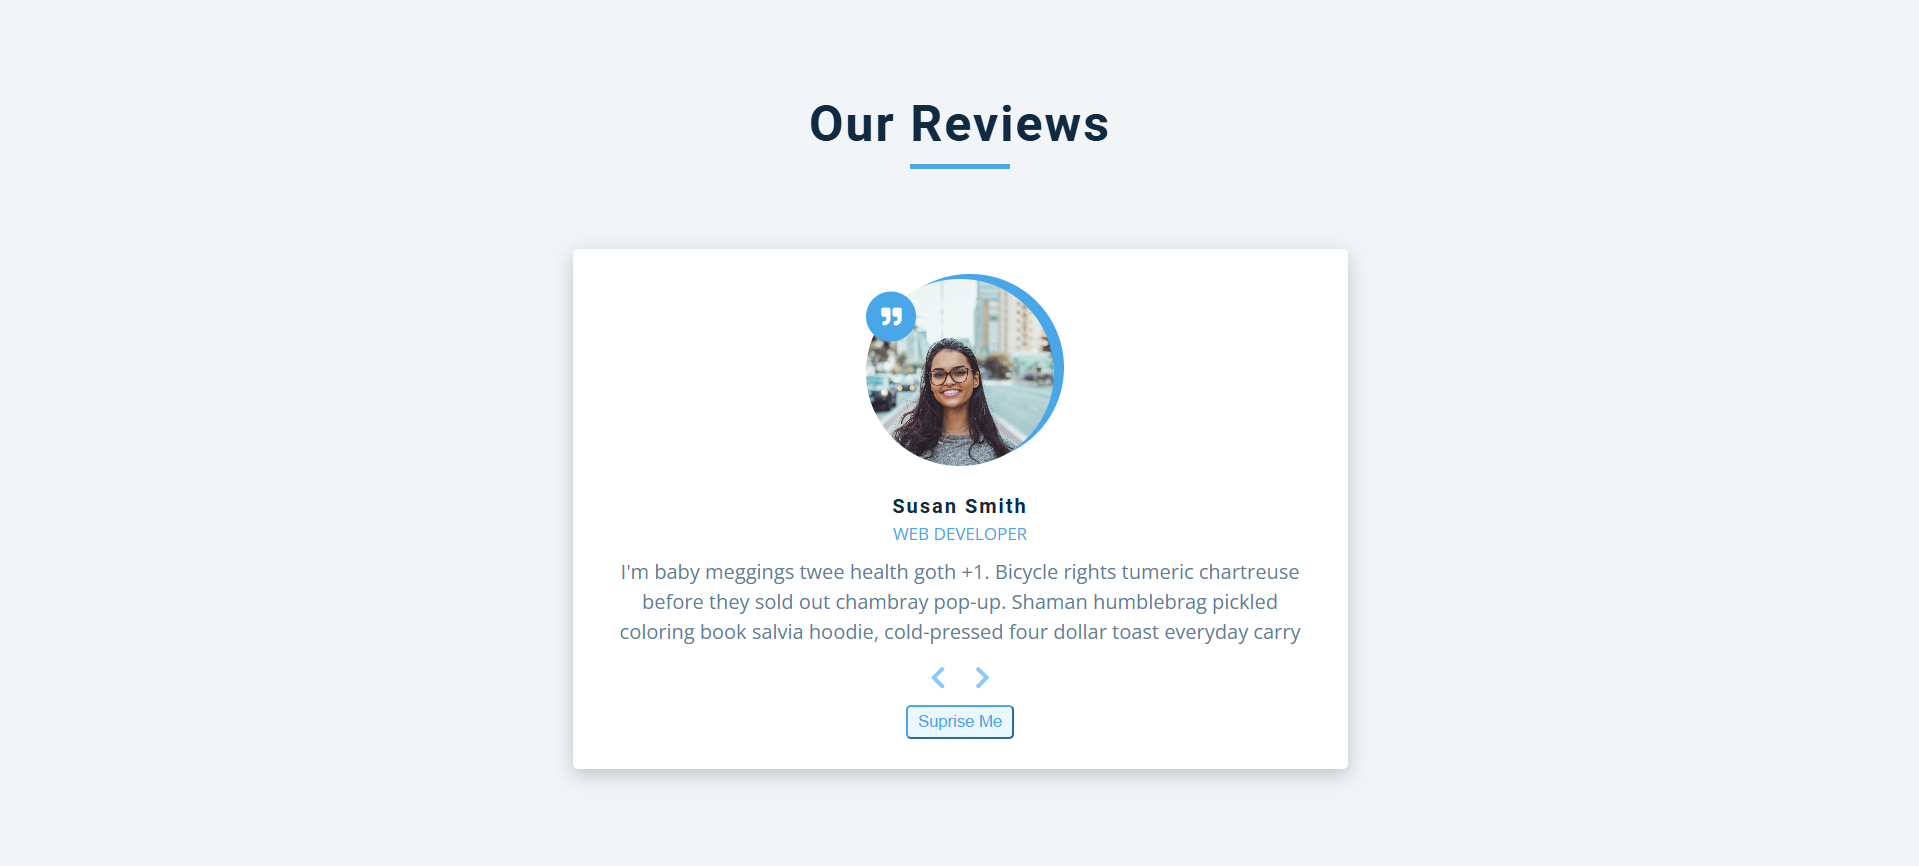 Our Reviews
Susan Smith
WEB DEVELOPER
I'm baby meggings twee health goth +1. Bicycle rights tumeric chartreuse
before they sold out chambray pop-up. Shaman humblebrag pickled
coloring book salvia hoodie, cold-pressed four dollar toast everyday carry
Suprise Me